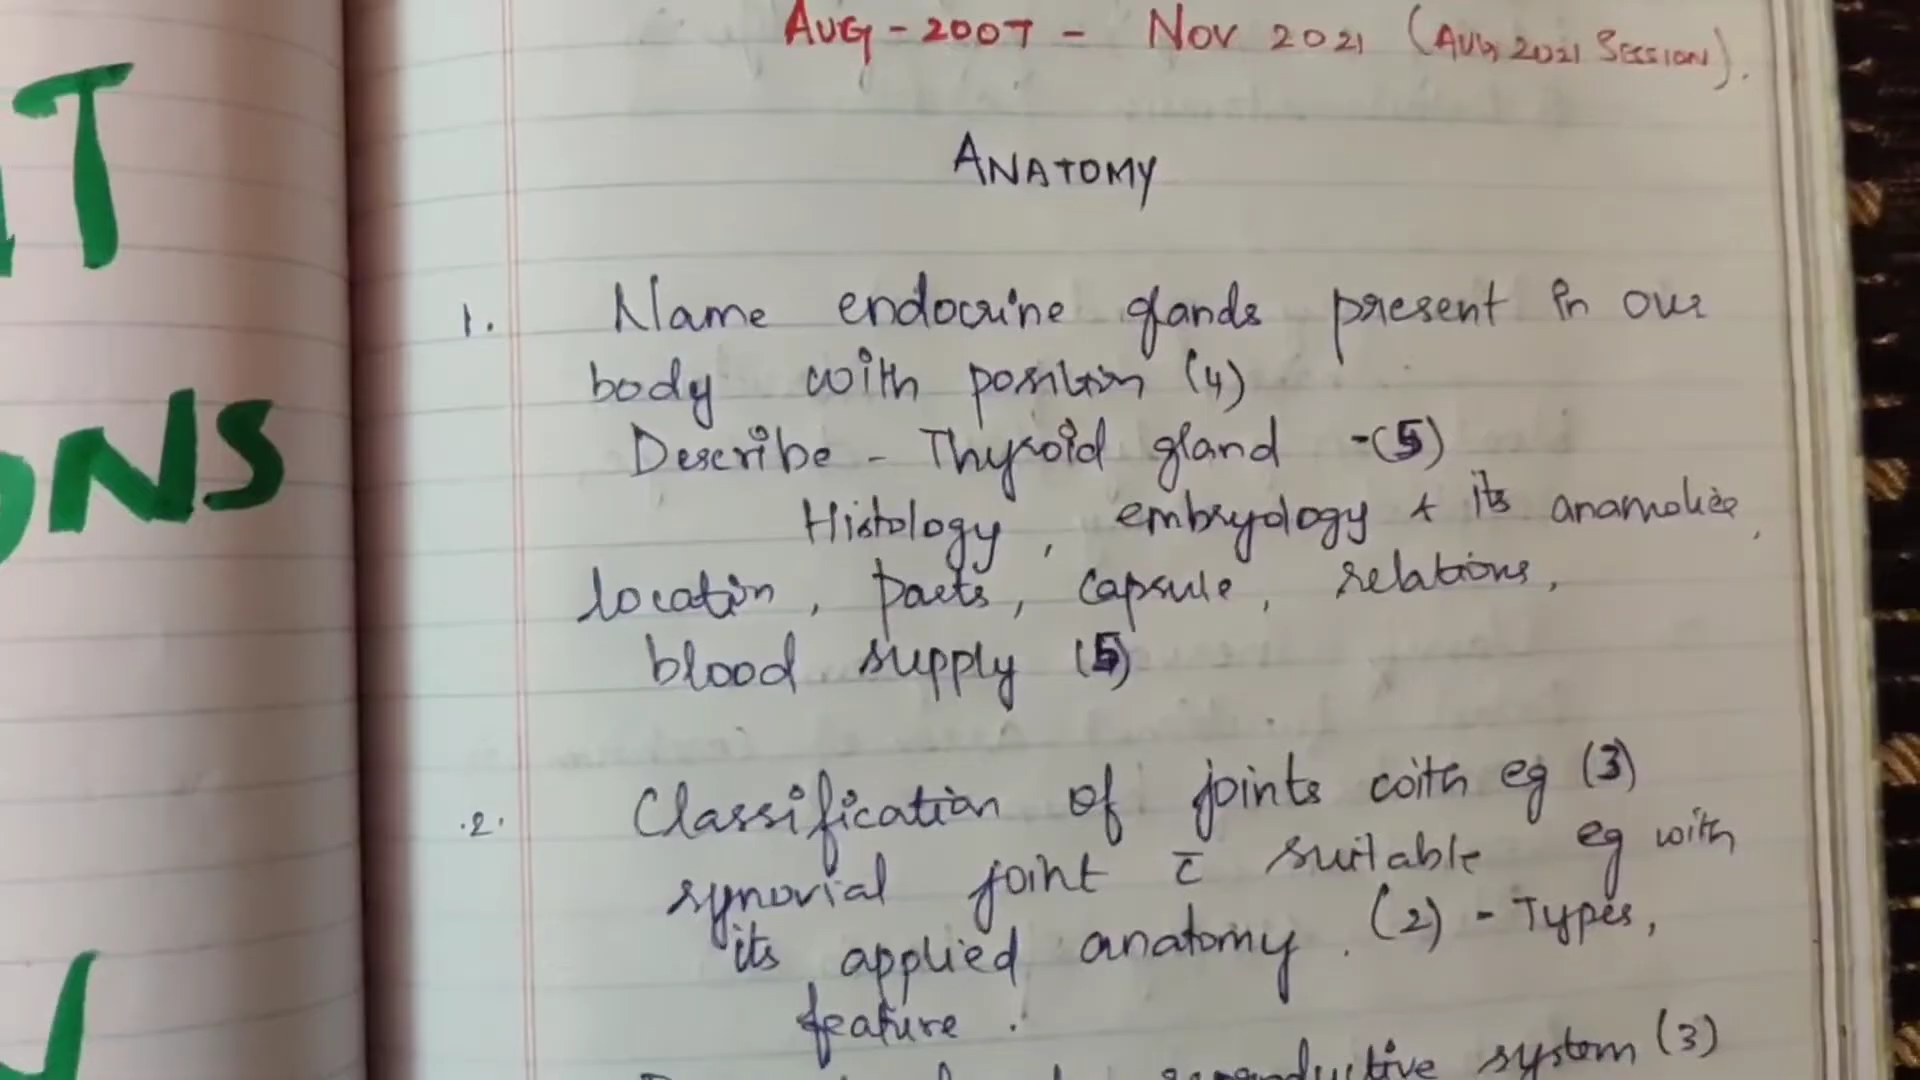 AUG - 2007 - NOV 2021 (AUG 2021 SESSION).
ANATOMY
1. Name endocrine glands present in our
body with position (4)
Describe - Thyroid gland -(5)
Histology, embryology & its anamolies,
location, parts, capsule, relations,
blood supply (5)
.2. Classification of joints with eg (3)
synovial joint c̄ suitable eg with
its applied anatomy. (2) - Types,
feature.
reproductive system (3)
T
ONS